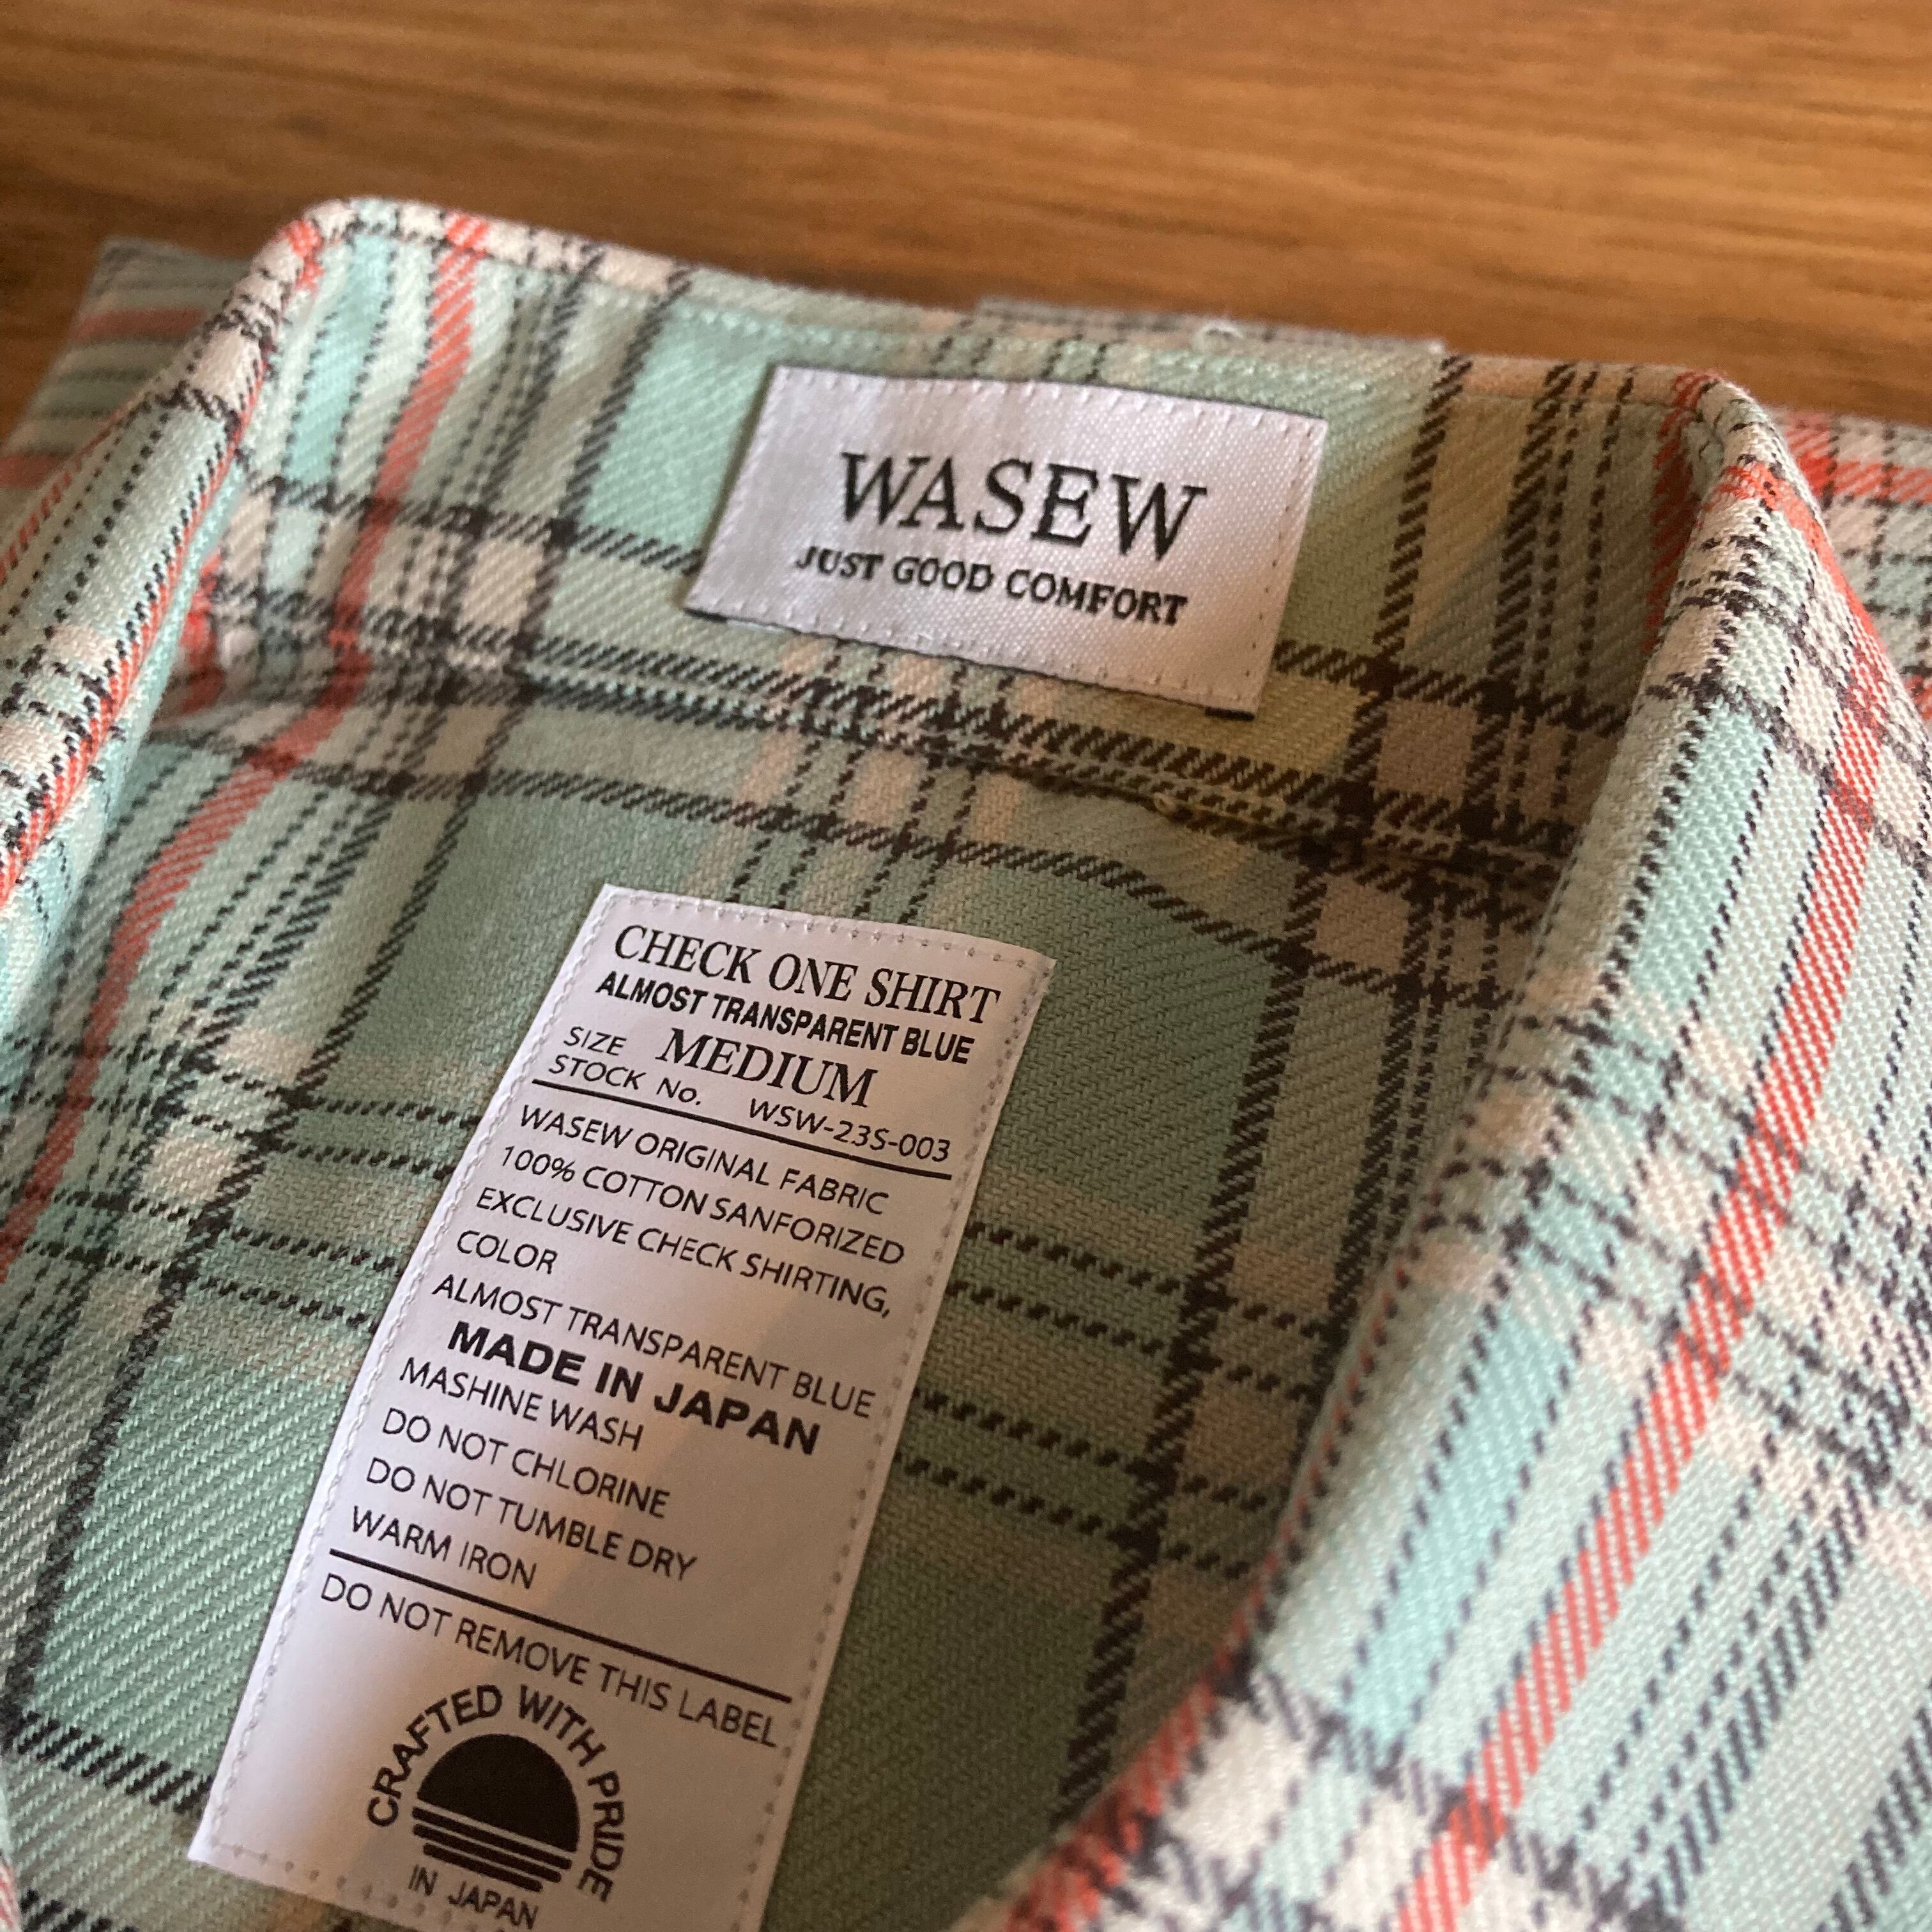 WASEW
JUST GOOD COMFORT
CHECK ONE SHIRT
ALMOST TRANSPARENT BLUE
SIZE MEDIUM
STOCK No. WSW-23S-003
WASEW ORIGINAL FABRIC
100% COTTON SANFORIZED
EXCLUSIVE CHECK SHIRTING,
COLOR
ALMOST TRANSPARENT BLUE
MADE IN JAPAN
MASHINE WASH
DO NOT CHLORINE
DO NOT TUMBLE DRY
WARM IRON
DO NOT REMOVE THIS LABEL
CRAFTED WITH PRIDE
IN JAPAN